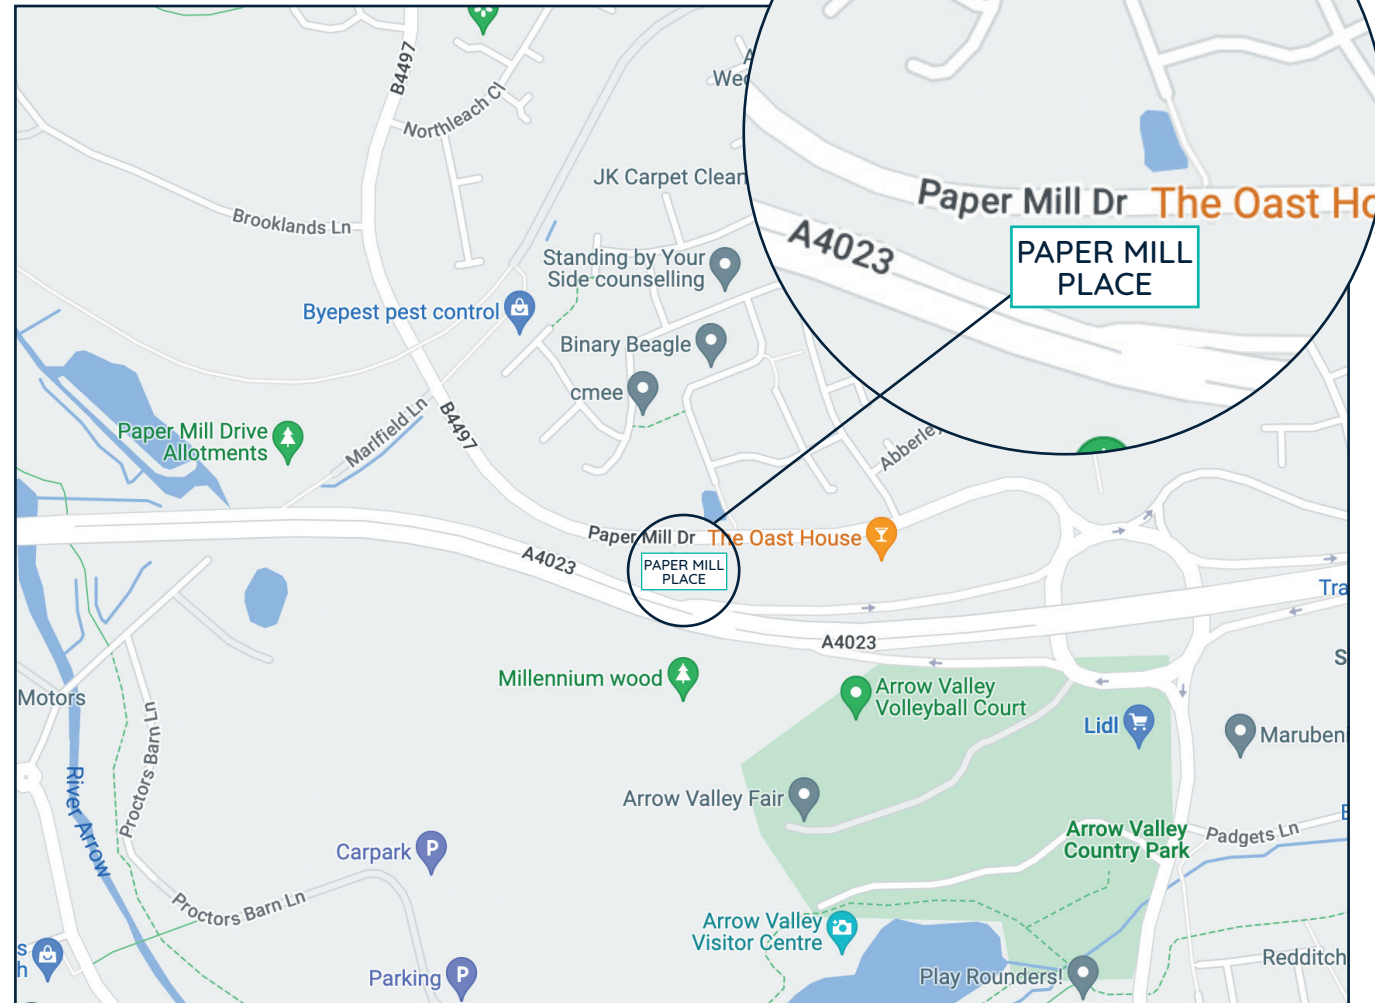 B4497
Northleach Cl
A
Wed
JK Carpet Clean
Brooklands Ln
Standing by Your
Side counselling
Byepest pest control
Binary Beagle
cmee
Paper Mill Dr
The Oast Ho
A4023
PAPER MILL
PLACE
Paper Mill Drive
Allotments
Marlfield Ln
B4497
Abberley
Paper Mill Dr
The Oast House
A4023
PAPER MILL
PLACE
Tra
A4023
S
Millennium wood
Arrow Valley
Volleyball Court
Motors
Lidl
Marubeni
Proctors Barn Ln
River Arrow
Arrow Valley Fair
Arrow Valley
Country Park
Padgets Ln
E
Carpark
P
Proctors Barn Ln
Arrow Valley
Visitor Centre
s
h
Parking
P
Play Rounders!
Redditch